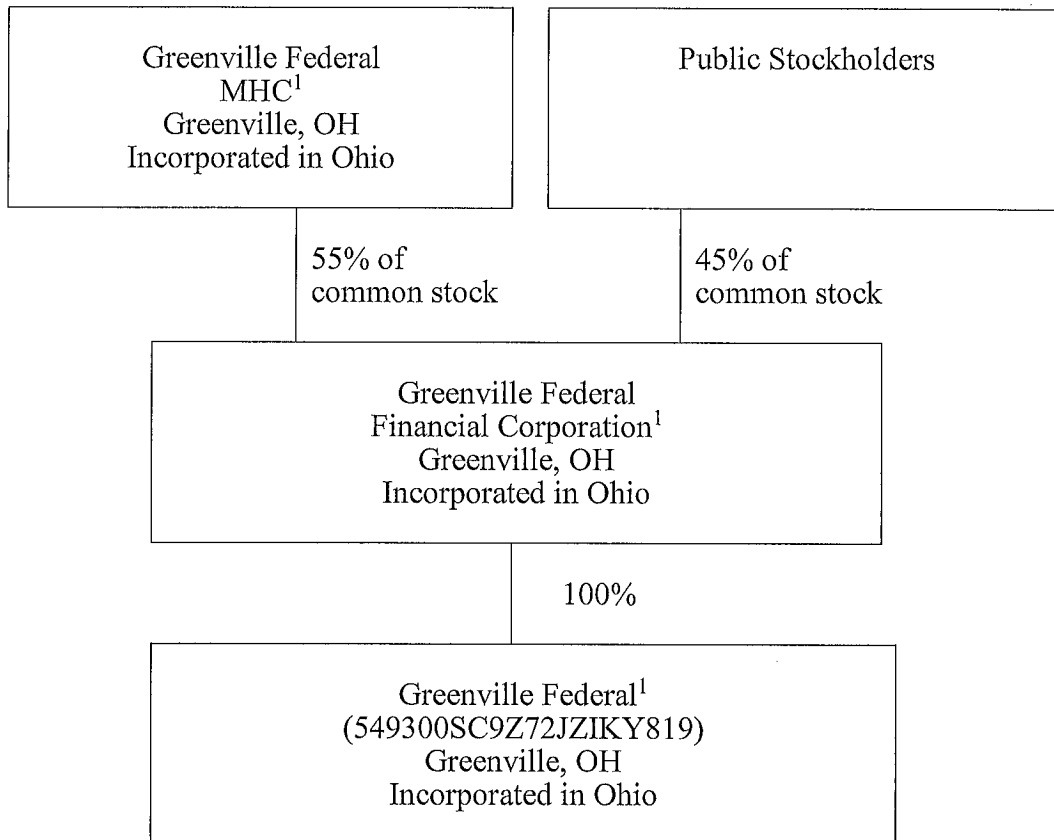 Greenville Federal
MHC¹
Greenville, OH
Incorporated in Ohio
Public Stockholders
55% of
common stock
45% of
common stock
Greenville Federal
Financial Corporation¹
Greenville, OH
Incorporated in Ohio
100%
Greenville Federal¹
(549300SC9Z72JZIKY819)
Greenville, OH
Incorporated in Ohio